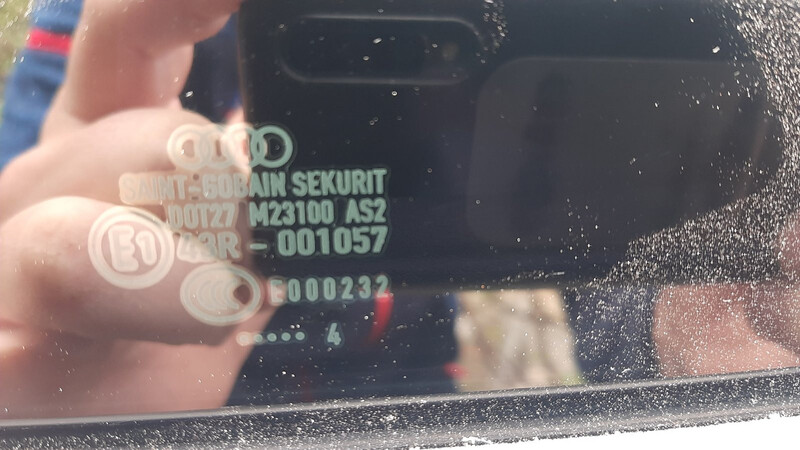 SAINT-GOBAIN SEKURIT
DOT27 M23100 AS2
E1 43R - 001057
E000232
..... 4